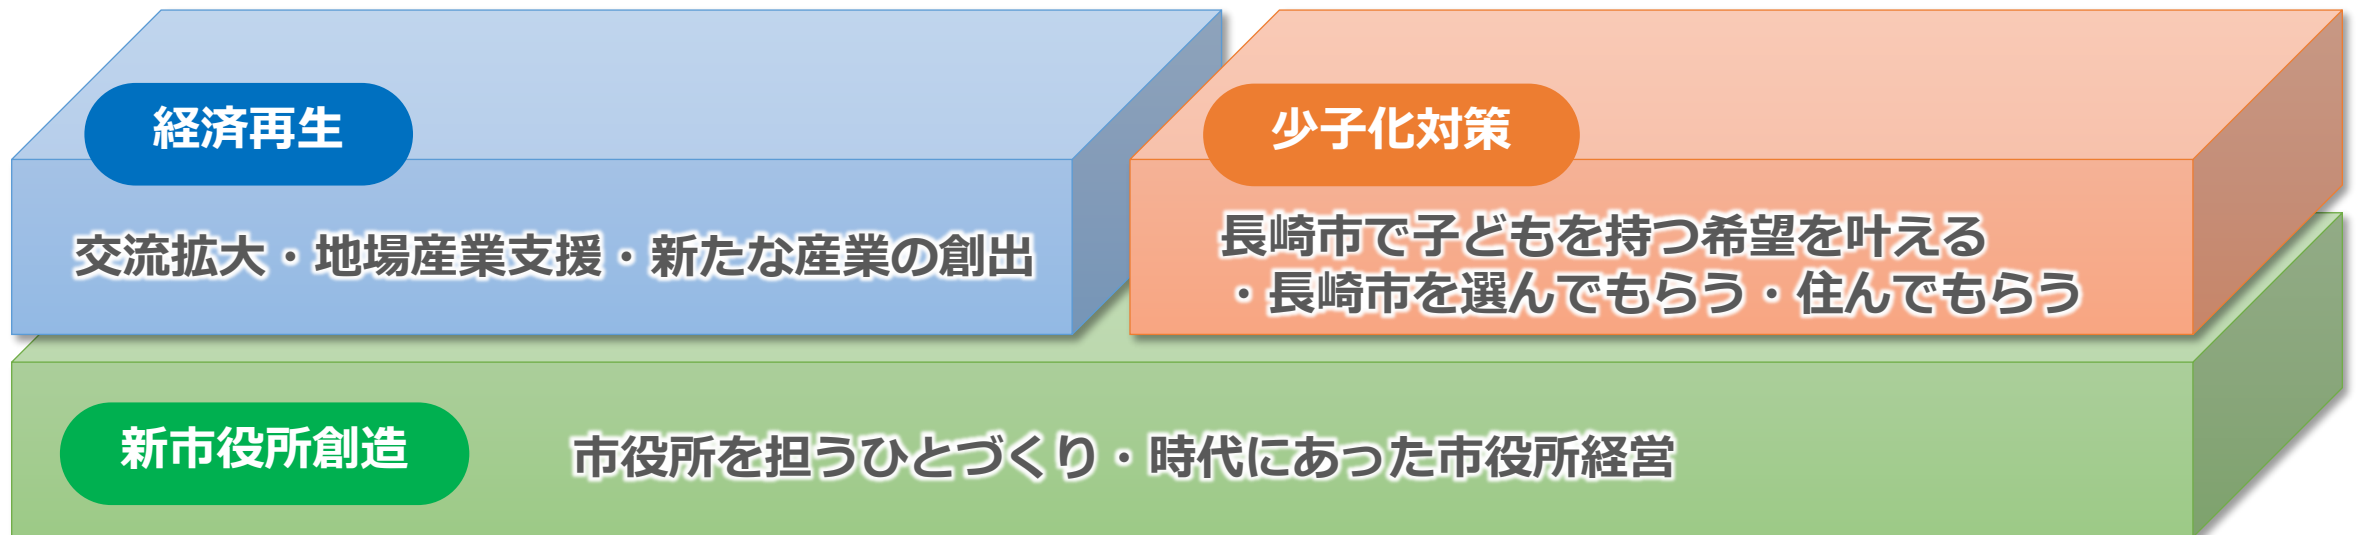 経済再生
交流拡大・地場産業支援・新たな産業の創出
少子化対策
長崎市で子どもを持つ希望を叶える
・長崎市を選んでもらう・住んでもらう
新市役所創造
市役所を担うひとづくり・時代にあった市役所経営